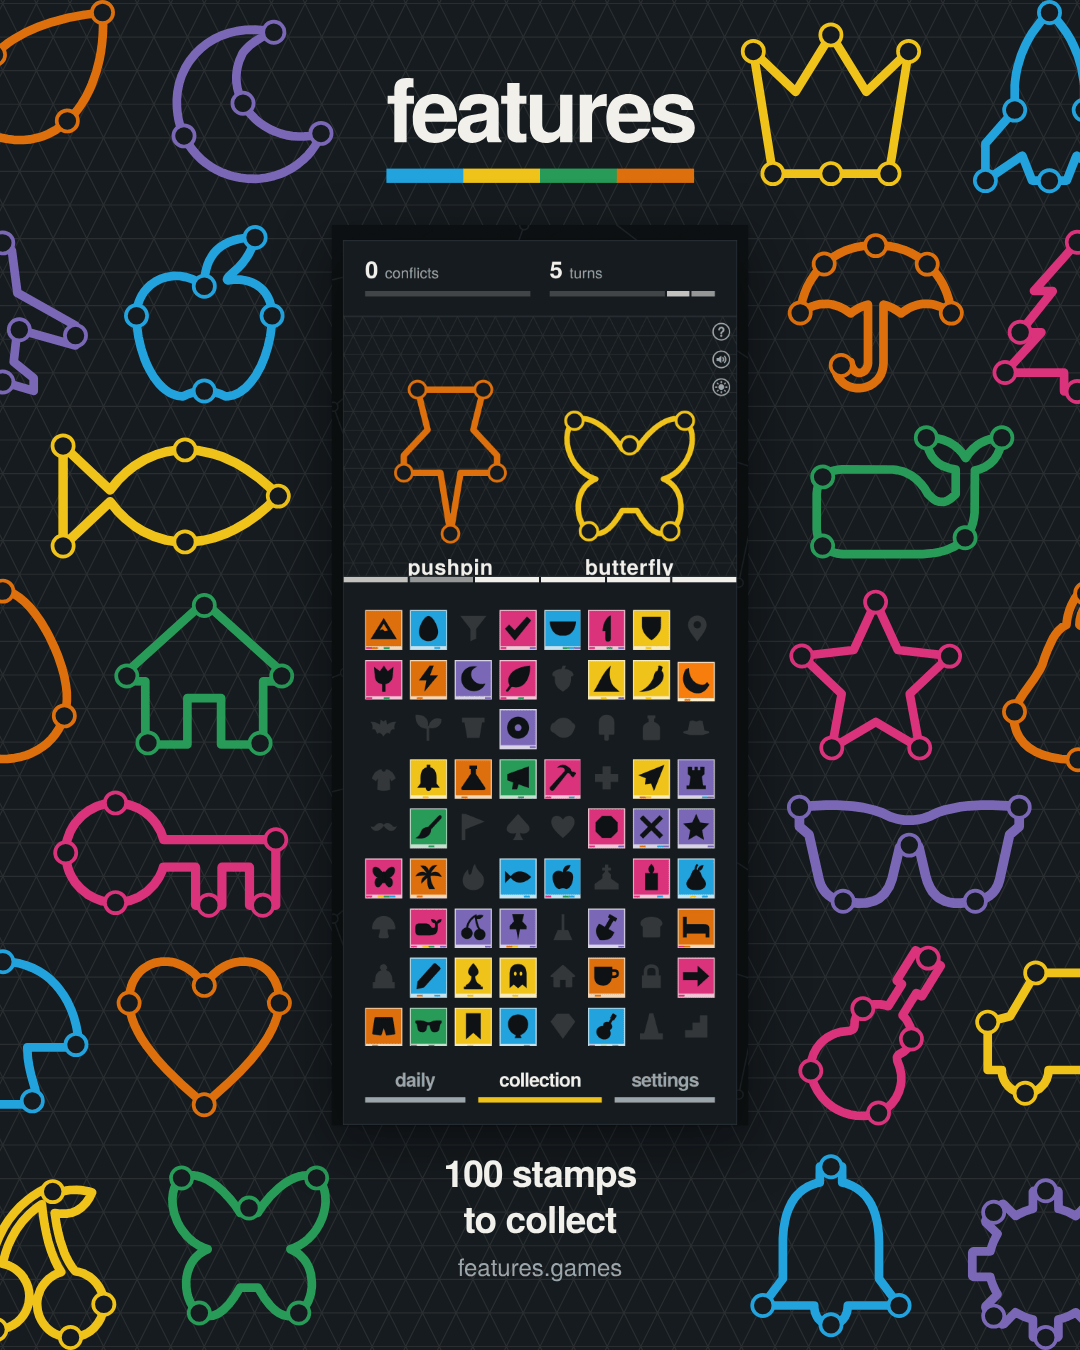 features
0 conflicts
5 turns
?
pushpin
butterfly
daily
collection
settings
100 stamps
to collect
features.games